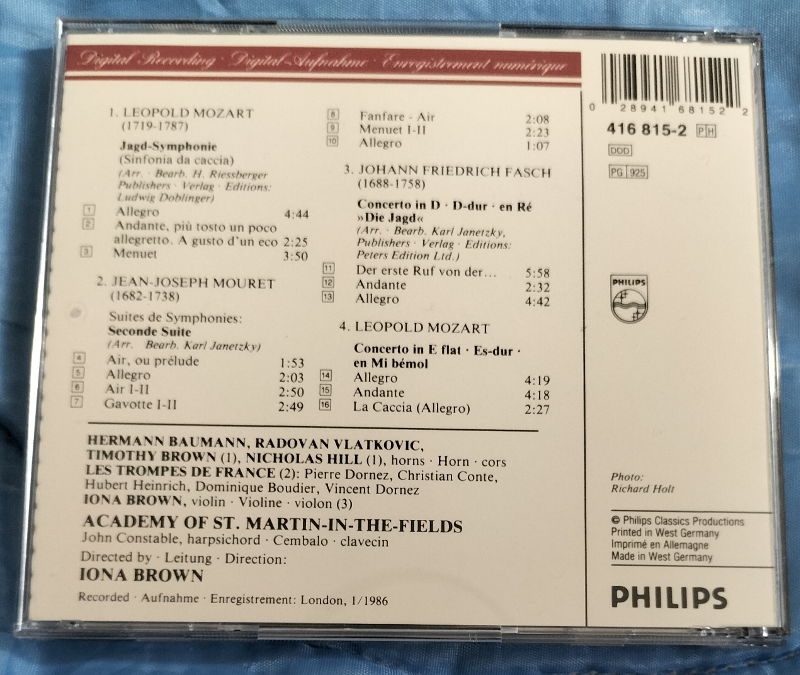 Digital Recording · Digital-Aufnahme · Enregistrement numérique
1. LEOPOLD MOZART
(1719-1787)
Jagd-Symphonie
(Sinfonia da caccia)
(Arr. · Bearb. H. Riessberger
Publishers · Verlag · Editions:
Ludwig Doblinger)
1 Allegro 4:44
2 Andante, più tosto un poco
allegretto. A gusto d'un eco 2:25
3 Menuet 3:50
2. JEAN-JOSEPH MOURET
(1682-1738)
Suites de Symphonies:
Seconde Suite
(Arr. Bearb. Karl Janetzky)
4 Air, ou prélude 1:53
5 Allegro 2:03
6 Air I-II 2:50
7 Gavotte I-II 2:49
8 Fanfare - Air 2:08
9 Menuet I-II 2:23
10 Allegro 1:07
3. JOHANN FRIEDRICH FASCH
(1688-1758)
Concerto in D · D-dur · en Ré
»Die Jagd«
(Arr. · Bearb. Karl Janetzky,
Publishers · Verlag · Editions:
Peters Edition Ltd.)
11 Der erste Ruf von der... 5:58
12 Andante 2:32
13 Allegro 4:42
4. LEOPOLD MOZART
Concerto in E flat · Es-dur ·
en Mi bémol
14 Allegro 4:19
15 Andante 4:18
16 La Caccia (Allegro) 2:27
HERMANN BAUMANN, RADOVAN VLATKOVIC,
TIMOTHY BROWN (1), NICHOLAS HILL (1), horns · Horn · cors
LES TROMPES DE FRANCE (2): Pierre Dornez, Christian Conte,
Hubert Heinrich, Dominique Boudier, Vincent Dornez
IONA BROWN, violin · Violine · violon (3)
ACADEMY OF ST. MARTIN-IN-THE-FIELDS
John Constable, harpsichord · Cembalo · clavecin
Directed by · Leitung · Direction:
IONA BROWN
Recorded · Aufnahme · Enregistrement: London, 1/1986
0 28941 68152 2
416 815-2 PH
DDD
PG 925
PHILIPS
Photo:
Richard Holt
© Philips Classics Productions
Printed in West Germany
Imprimé en Allemagne
Made in West Germany
PHILIPS